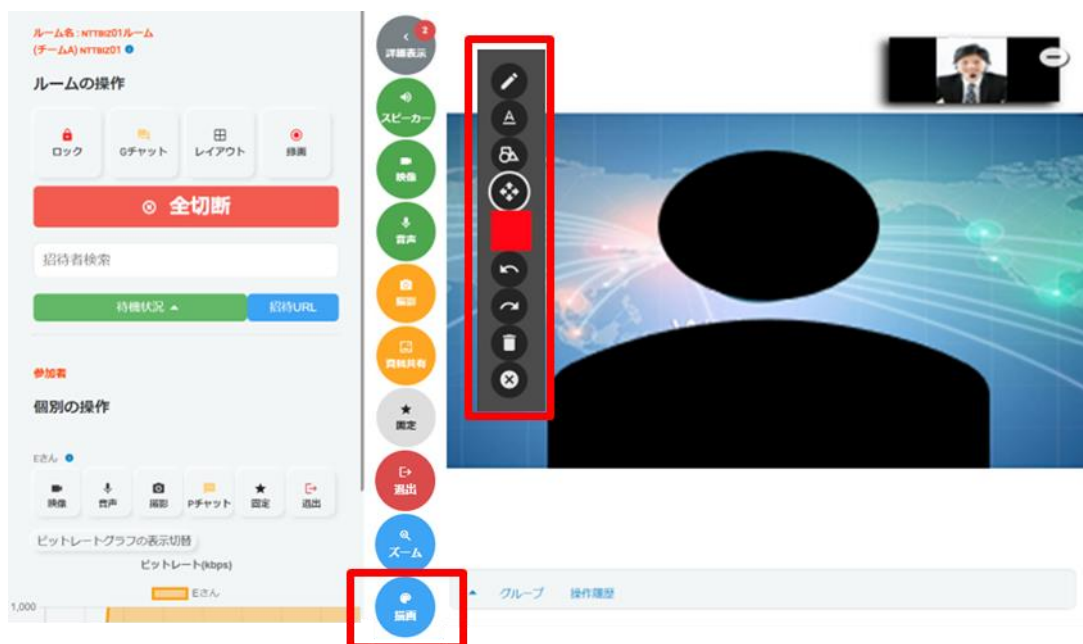 ルーム名 : NTTBIZ01ルーム
(チームA) NTTBIZ01
ルームの操作
ロック
Gチャット
レイアウト
録画
全切断
招待者検索
待機状況
招待URL
参加者
個別の操作
Eさん
映像
音声
撮影
Pチャット
固定
退出
ビットレートグラフの表示切替
ビットレート(kbps)
Eさん
1,000
2
詳細表示
スピーカー
映像
音声
撮影
資料共有
固定
退出
ズーム
描画
A
グループ
操作履歴